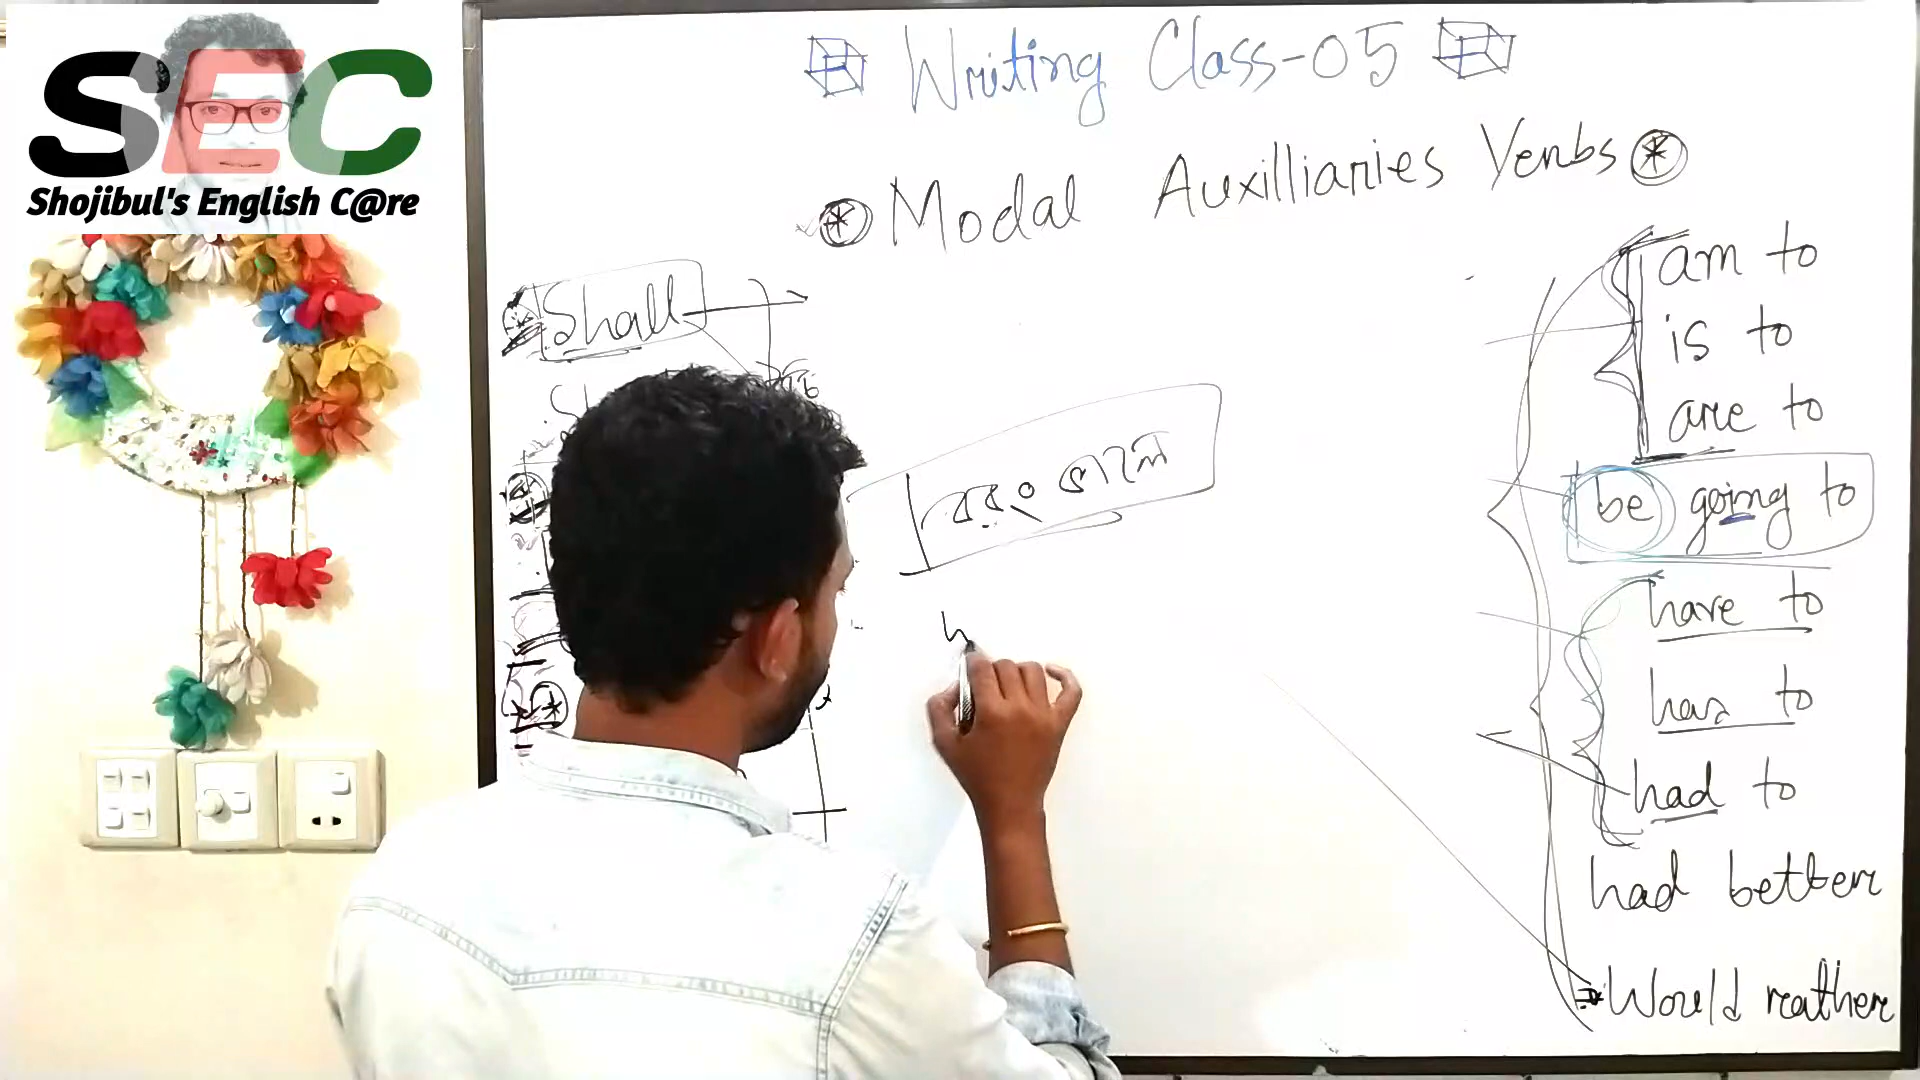 SEC
Shojibul's English C@re
Writing Class-05
Modal Auxilliaries Verbs
Shall
বরং ভালো
am to
is to
are to
be going to
have to
has to
had to
had better
Would rather